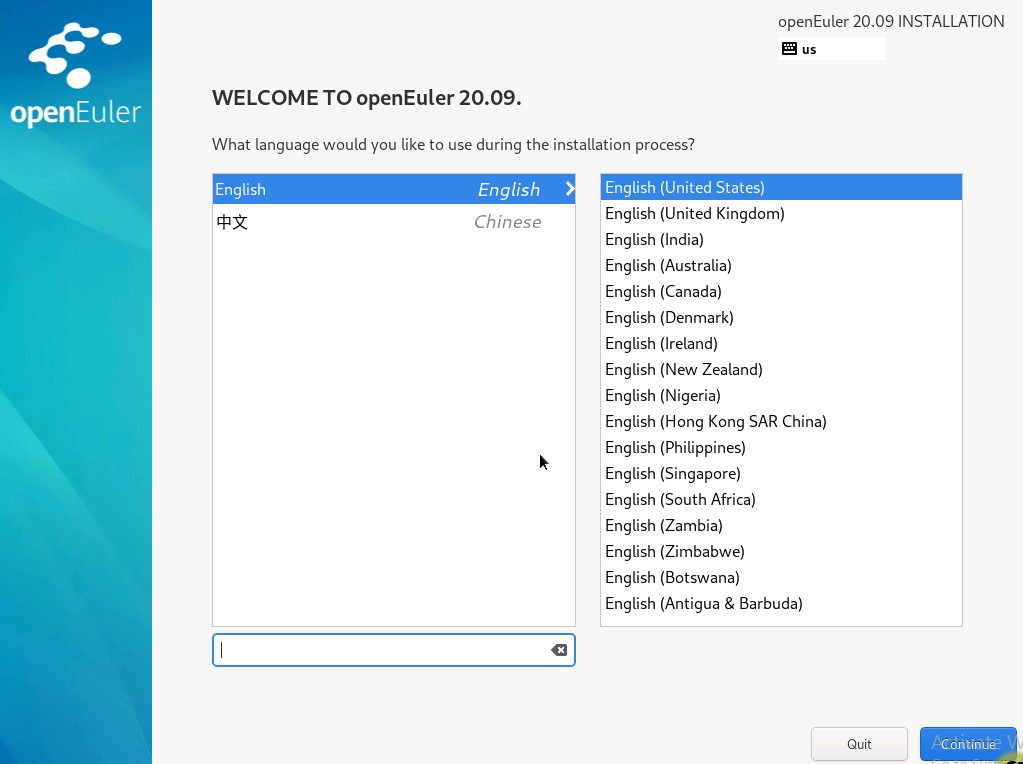 openEuler
openEuler 20.09 INSTALLATION
us
WELCOME TO openEuler 20.09.
What language would you like to use during the installation process?
English English
中文 Chinese
English (United States)
English (United Kingdom)
English (India)
English (Australia)
English (Canada)
English (Denmark)
English (Ireland)
English (New Zealand)
English (Nigeria)
English (Hong Kong SAR China)
English (Philippines)
English (Singapore)
English (South Africa)
English (Zambia)
English (Zimbabwe)
English (Botswana)
English (Antigua & Barbuda)
Quit
Continue
Activate W